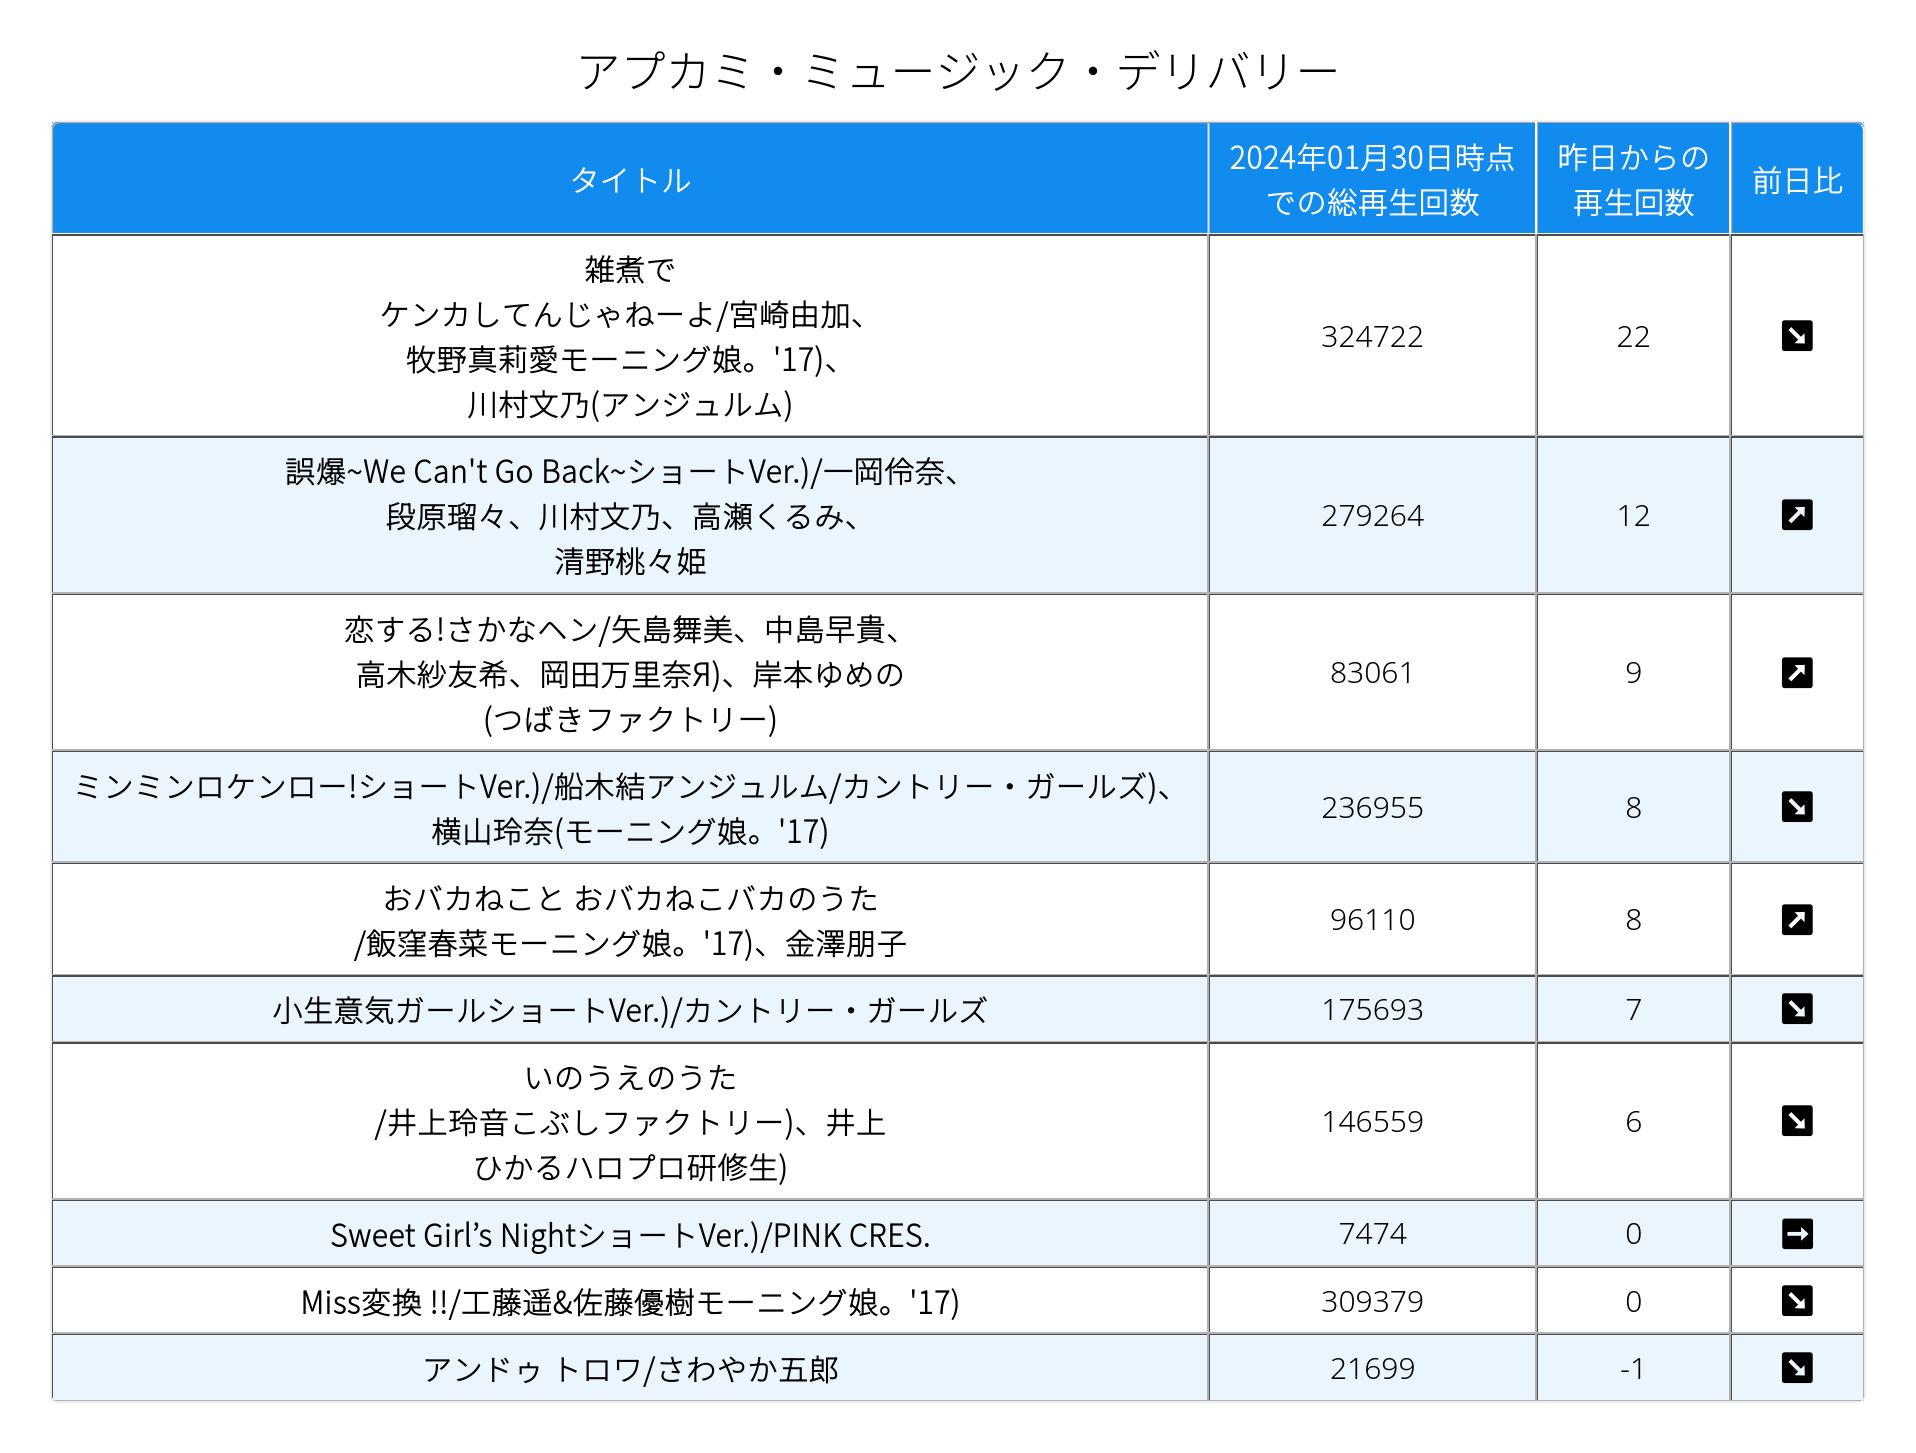 アプカミ・ミュージック・デリバリー
タイトル
2024年01月30日時点
での総再生回数
昨日からの
再生回数
前日比
雑煮で
ケンカしてんじゃねーよ/宮崎由加、
牧野真莉愛モーニング娘。'17)、
川村文乃(アンジュルム)
324722
22
誤爆~We Can't Go Back~ショートVer.)/一岡伶奈、
段原瑠々、川村文乃、高瀬くるみ、
清野桃々姫
279264
12
恋する!さかなヘン/矢島舞美、中島早貴、
高木紗友希、岡田万里奈Я)、岸本ゆめの
(つばきファクトリー)
83061
9
ミンミンロケンロー!ショートVer.)/船木結アンジュルム/カントリー・ガールズ)、
横山玲奈(モーニング娘。'17)
236955
8
おバカねこと おバカねこバカのうた
/飯窪春菜モーニング娘。'17)、金澤朋子
96110
8
小生意気ガールショートVer.)/カントリー・ガールズ
175693
7
いのうえのうた
/井上玲音こぶしファクトリー)、井上
ひかるハロプロ研修生)
146559
6
Sweet Girl’s NightショートVer.)/PINK CRES.
7474
0
Miss変換 !!/工藤遥&佐藤優樹モーニング娘。'17)
309379
0
アンドゥ トロワ/さわやか五郎
21699
-1